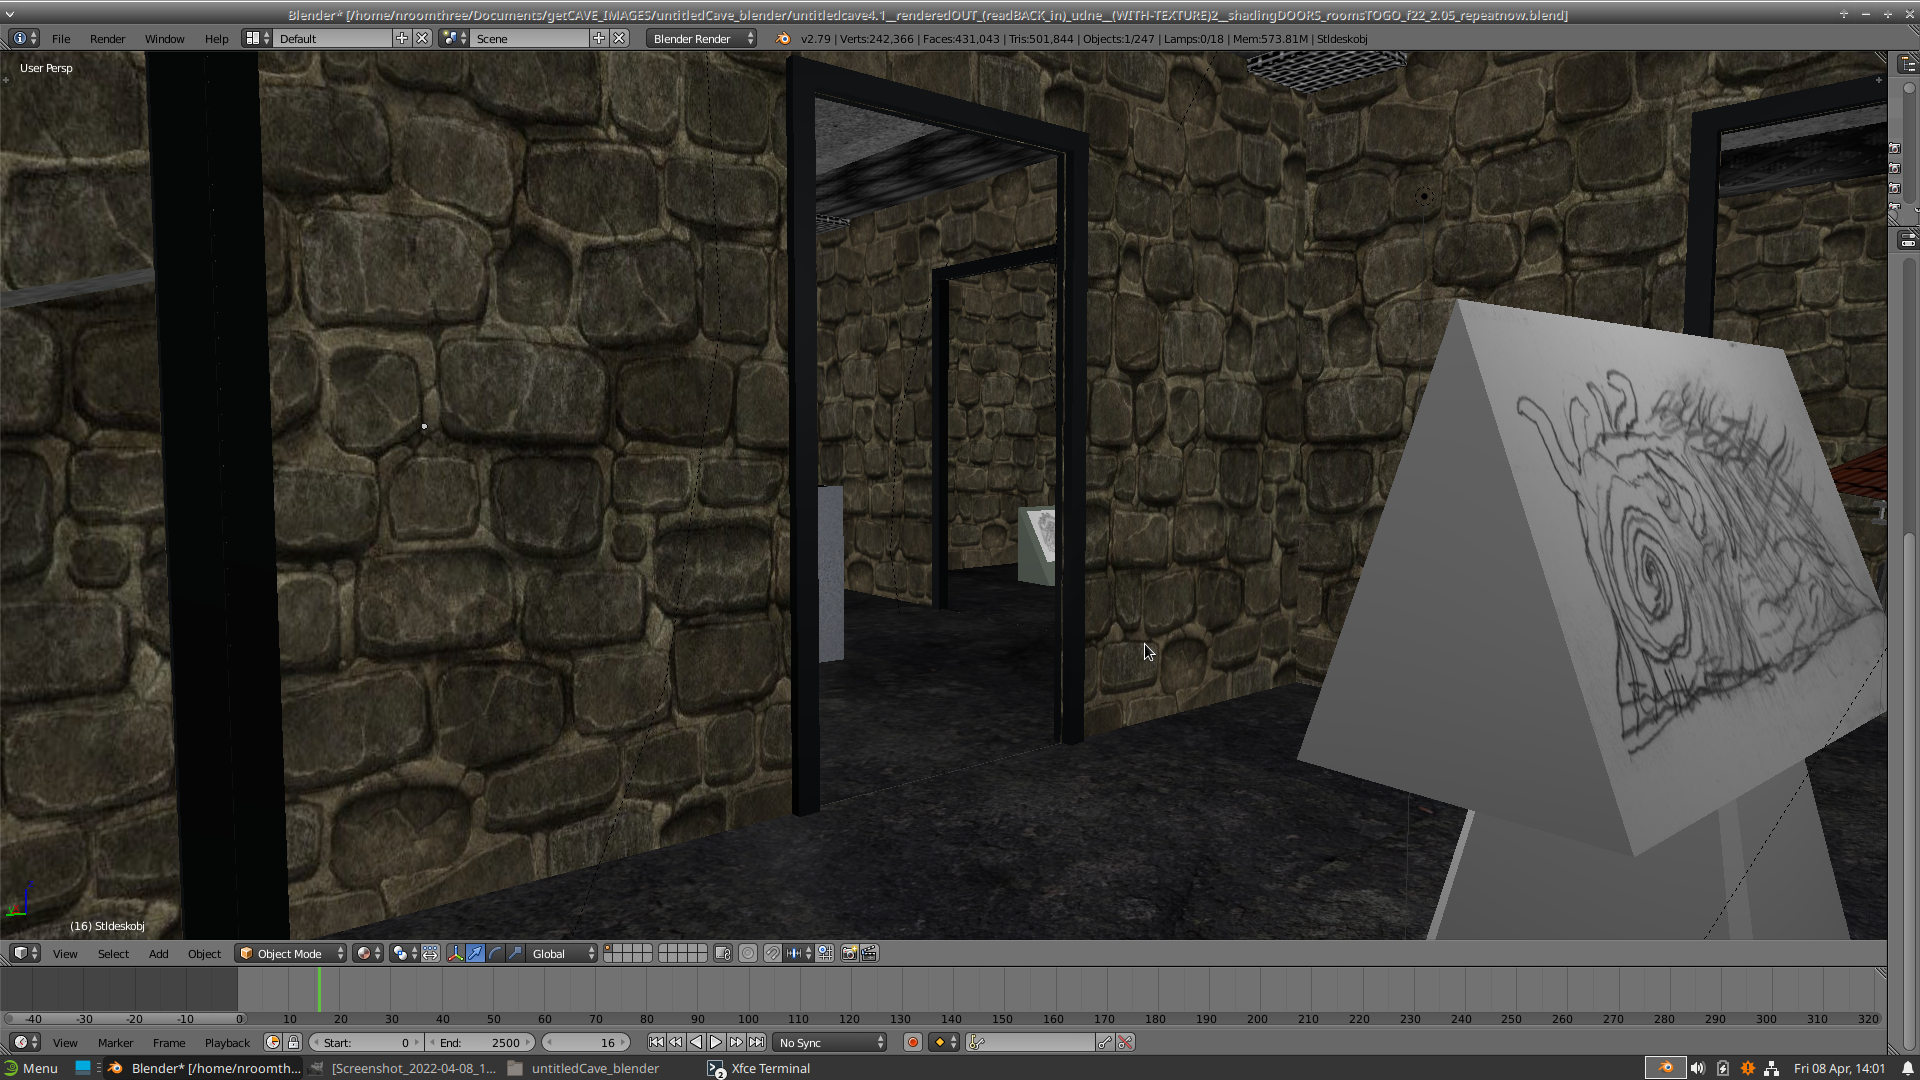 Blender* [/home/nroomthree/Documents/getCAVE_IMAGES/untitledCave_blender/untitledcave4.1__renderedOUT_(readBACK_in)_udne__(WITH-TEXTURE)2__shadingDOORS_roomsTOGO_f22_2.05_repeatnow.blend]
File Render Window Help Default Scene Blender Render v2.79 | Verts:242,366 | Faces:431,043 | Tris:501,844 | Objects:1/247 | Lamps:0/18 | Mem:573.81M | Stldeskobj
User Persp
(16) Stldeskobj
View Select Add Object Object Mode Global
-40 -30 -20 -10 0 10 20 30 40 50 60 70 80 90 100 110 120 130 140 150 160 170 180 190 200 210 220 230 240 250 260 270 280 290 300 310 320
View Marker Frame Playback Start: 0 End: 2500 16 No Sync
Menu Blender* [/home/nroomth... [Screenshot_2022-04-08_1... untitledCave_blender 2 Xfce Terminal Fri 08 Apr, 14:01